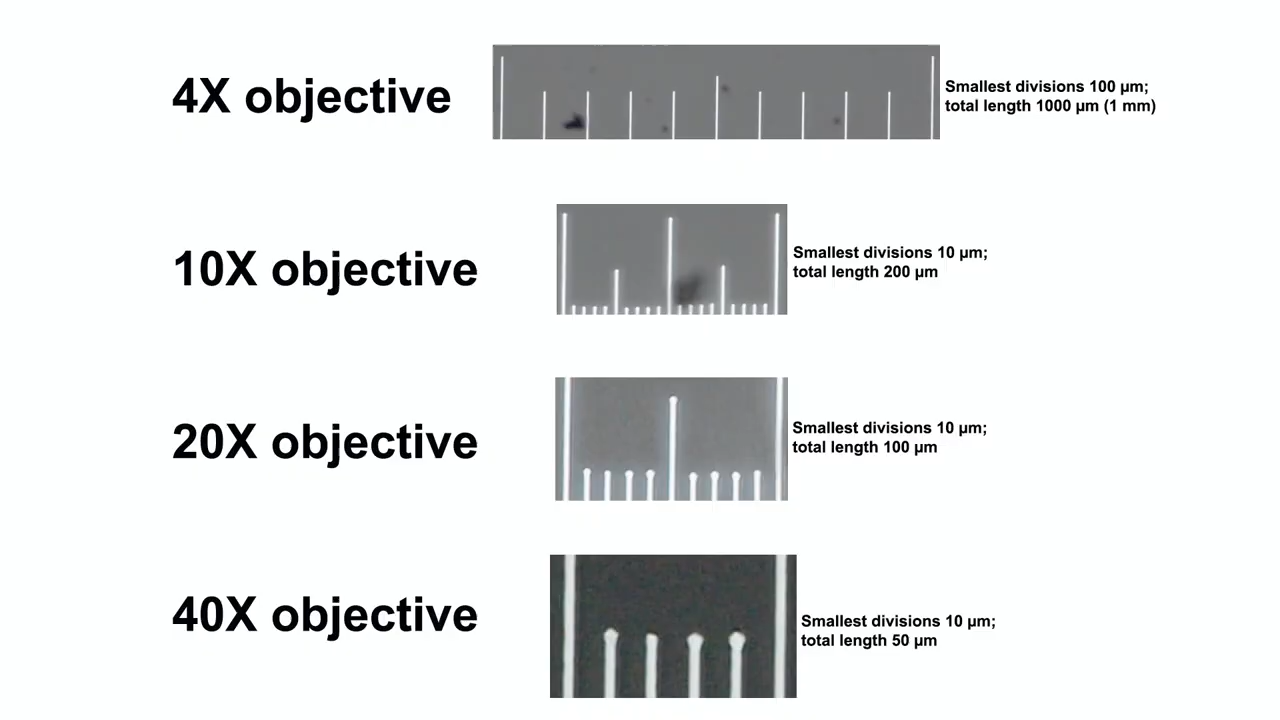 4X objective
Smallest divisions 100 µm;
total length 1000 µm (1 mm)
10X objective
Smallest divisions 10 µm;
total length 200 µm
20X objective
Smallest divisions 10 µm;
total length 100 µm
40X objective
Smallest divisions 10 µm;
total length 50 µm